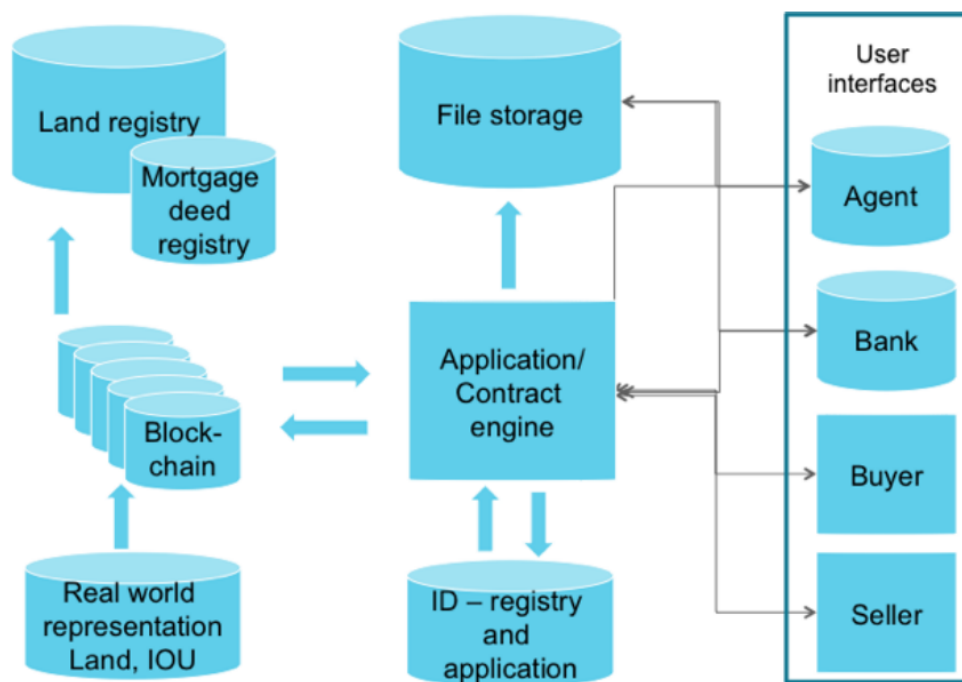 Land registry
Mortgage
deed
registry
File storage
User
interfaces
Agent
Bank
Application/
Contract
engine
Block-
chain
Buyer
Real world
representation
Land, IOU
ID – registry
and
application
Seller